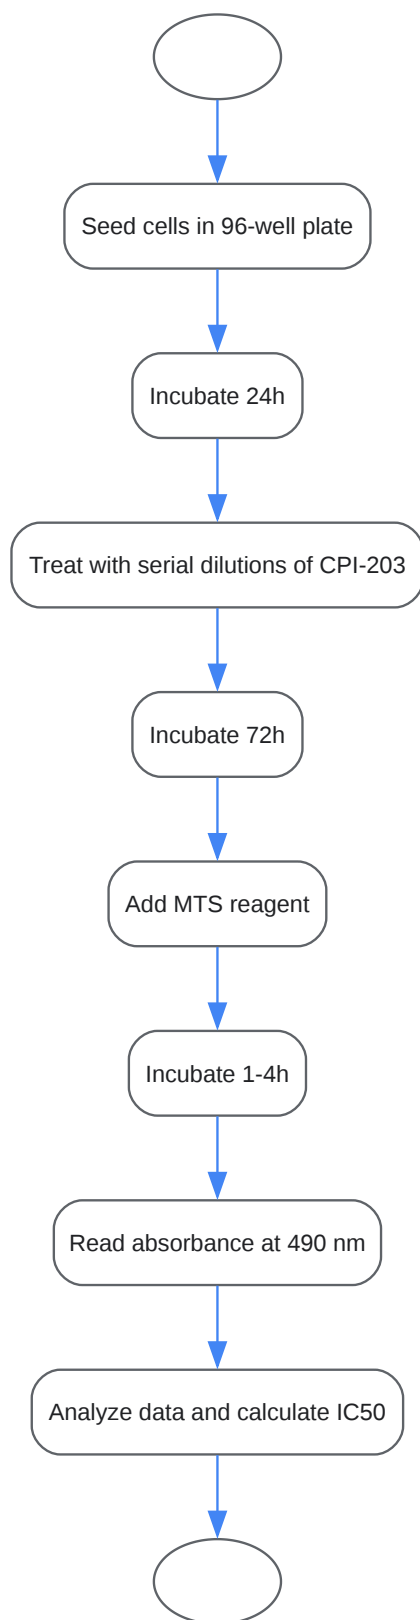 Seed cells in 96-well plate
Incubate 24h
Treat with serial dilutions of CPI-203
Incubate 72h
Add MTS reagent
Incubate 1-4h
Read absorbance at 490 nm
Analyze data and calculate IC50